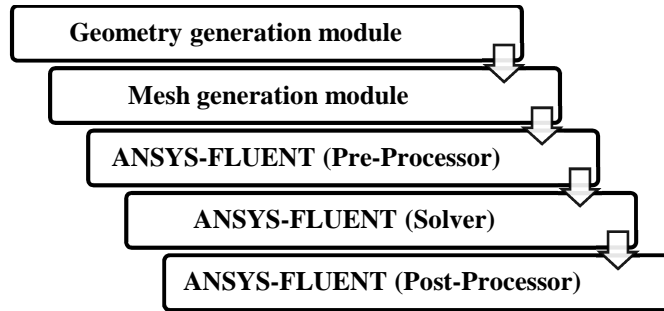 Geometry generation module
Mesh generation module
ANSYS-FLUENT (Pre-Processor)
ANSYS-FLUENT (Solver)
ANSYS-FLUENT (Post-Processor)